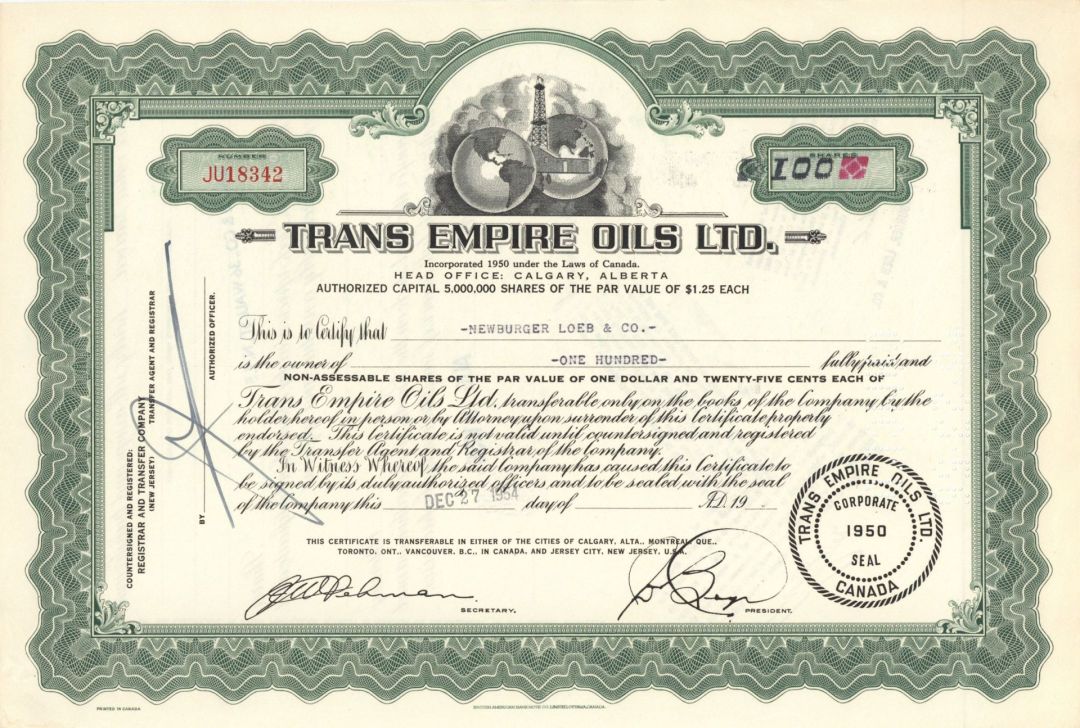 NUMBER
JU18342
SHARES
100
TRANS EMPIRE OILS LTD.
Incorporated 1950 under the Laws of Canada.
HEAD OFFICE: CALGARY, ALBERTA
AUTHORIZED CAPITAL 5,000,000 SHARES OF THE PAR VALUE OF $1.25 EACH
This is to Certify that -NEWBURGER LOEB & CO.-
is the owner of -ONE HUNDRED- fully paid and
NON-ASSESSABLE SHARES OF THE PAR VALUE OF ONE DOLLAR AND TWENTY-FIVE CENTS EACH OF
Trans Empire Oils Ltd. transferable only on the books of the Company by the
holder hereof in person or by Attorney upon surrender of this Certificate properly
endorsed. This Certificate is not valid until countersigned and registered
by the Transfer Agent and Registrar of the Company.
In Witness Whereof, the said Company has caused this Certificate to
be signed by its duly authorized officers and to be sealed with the seal
of the Company this DEC 27 1954 day of A.D. 19
THIS CERTIFICATE IS TRANSFERABLE IN EITHER OF THE CITIES OF CALGARY, ALTA., MONTREAL, QUE.,
TORONTO, ONT., VANCOUVER, B.C., IN CANADA, AND JERSEY CITY, NEW JERSEY, U.S.A.
SECRETARY.
PRESIDENT.
TRANS EMPIRE OILS LTD
CORPORATE
1950
SEAL
CANADA
COUNTERSIGNED AND REGISTERED:
REGISTRAR AND TRANSFER COMPANY
(NEW JERSEY) TRANSFER AGENT AND REGISTRAR
BY
AUTHORIZED OFFICER.
PRINTED IN CANADA
BRITISH AMERICAN BANK NOTE CO. LIMITED, OTTAWA, CANADA.